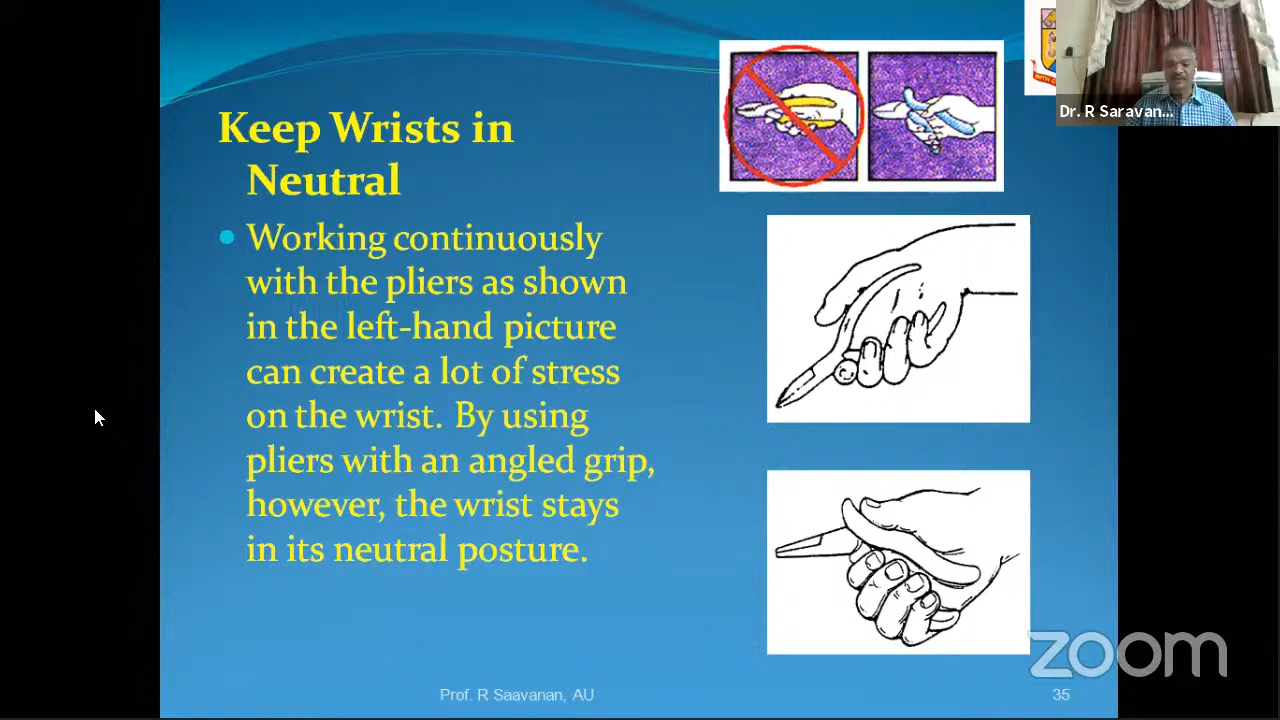 Keep Wrists in
Neutral
Working continuously
with the pliers as shown
in the left-hand picture
can create a lot of stress
on the wrist. By using
pliers with an angled grip,
however, the wrist stays
in its neutral posture.
Dr. R Saravan...
zoom
Prof. R Saavanan, AU
35